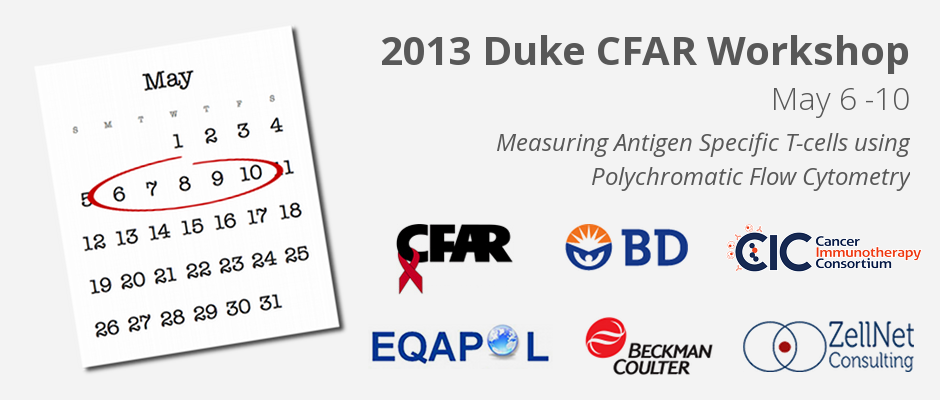 May
S M T W T F S
1 2 3 4
5 6 7 8 9 10 11
12 13 14 15 16 17 18
19 20 21 22 23 24 25
26 27 28 29 30 31
2013 Duke CFAR Workshop
May 6 -10
Measuring Antigen Specific T-cells using
Polychromatic Flow Cytometry
CFAR
BD
CIC Cancer
Immunotherapy
Consortium
EQAPOL
BECKMAN
COULTER
ZellNet
Consulting